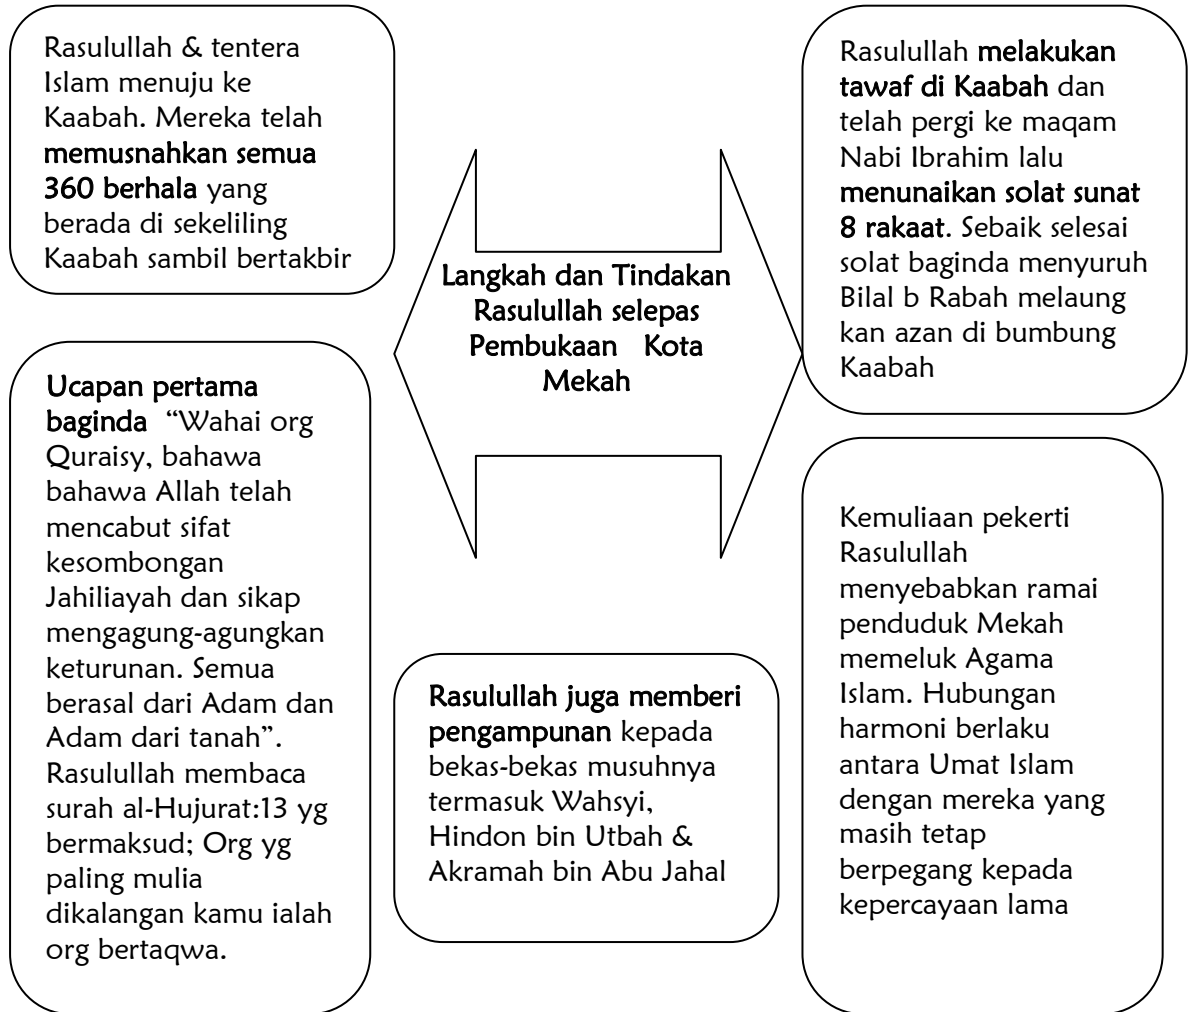 Rasulullah & tentera
Islam menuju ke
Kaabah. Mereka telah
memusnahkan semua
360 berhala yang
berada di sekeliling
Kaabah sambil bertakbir
Rasulullah melakukan
tawaf di Kaabah dan
telah pergi ke maqam
Nabi Ibrahim lalu
menunaikan solat sunat
8 rakaat. Sebaik selesai
solat baginda menyuruh
Bilal b Rabah melaung
kan azan di bumbung
Kaabah
Langkah dan Tindakan
Rasulullah selepas
Pembukaan Kota
Mekah
Ucapan pertama
baginda “Wahai org
Quraisy, bahawa
bahawa Allah telah
mencabut sifat
kesombongan
Jahiliayah dan sikap
mengagung-agungkan
keturunan. Semua
berasal dari Adam dan
Adam dari tanah”.
Rasulullah membaca
surah al-Hujurat:13 yg
bermaksud; Org yg
paling mulia
dikalangan kamu ialah
org bertaqwa.
Rasulullah juga memberi
pengampunan kepada
bekas-bekas musuhnya
termasuk Wahsyi,
Hindon bin Utbah &
Akramah bin Abu Jahal
Kemuliaan pekerti
Rasulullah
menyebabkan ramai
penduduk Mekah
memeluk Agama
Islam. Hubungan
harmoni berlaku
antara Umat Islam
dengan mereka yang
masih tetap
berpegang kepada
kepercayaan lama